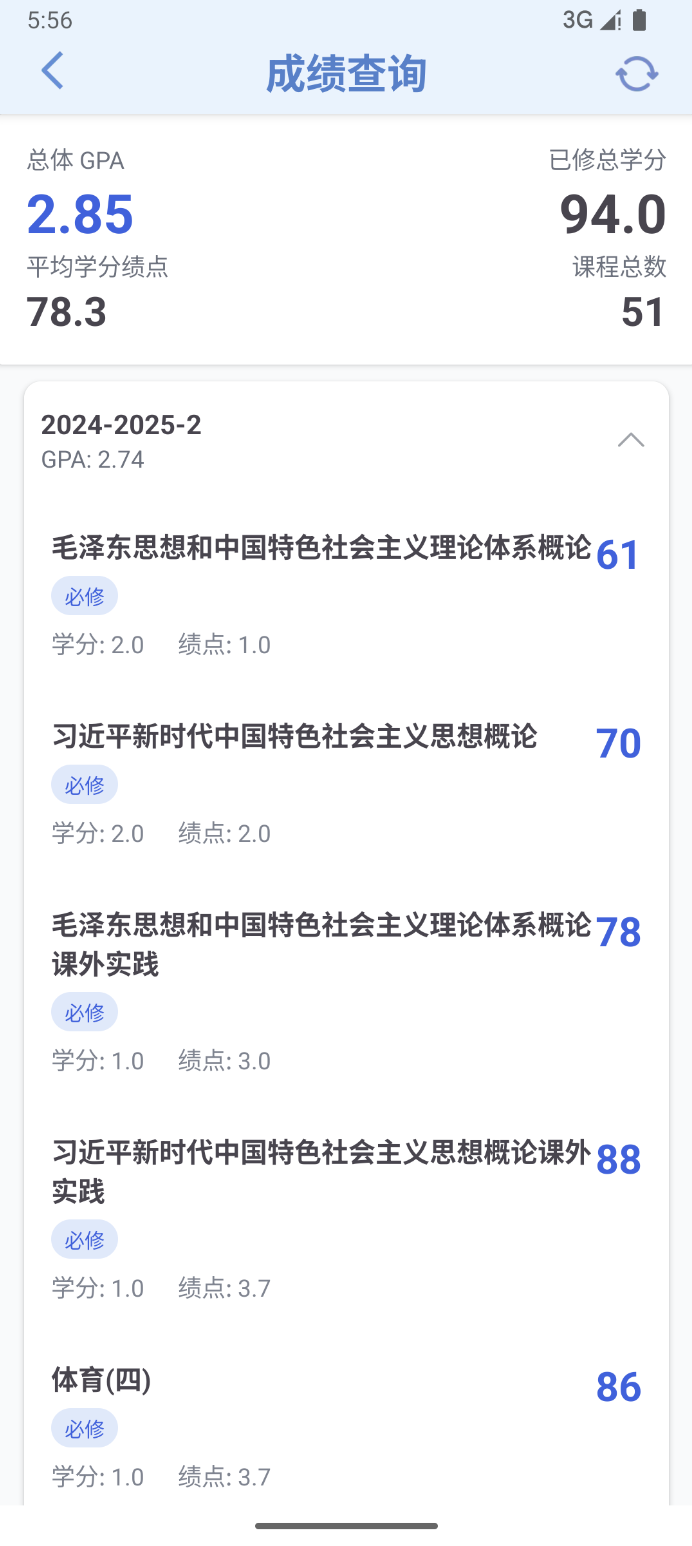 5:56 3G
成绩查询
总体 GPA 已修总学分
2.85 94.0
平均学分绩点 课程总数
78.3 51
2024-2025-2
GPA: 2.74
毛泽东思想和中国特色社会主义理论体系概论 61
必修
学分: 2.0 绩点: 1.0
习近平新时代中国特色社会主义思想概论 70
必修
学分: 2.0 绩点: 2.0
毛泽东思想和中国特色社会主义理论体系概论 78
课外实践
必修
学分: 1.0 绩点: 3.0
习近平新时代中国特色社会主义思想概论课外 88
实践
必修
学分: 1.0 绩点: 3.7
体育(四) 86
必修
学分: 1.0 绩点: 3.7